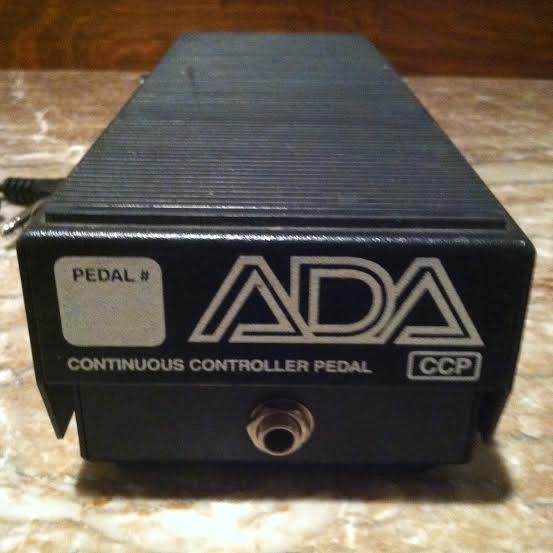 PEDAL #
ADA
CONTINUOUS CONTROLLER PEDAL
CCP